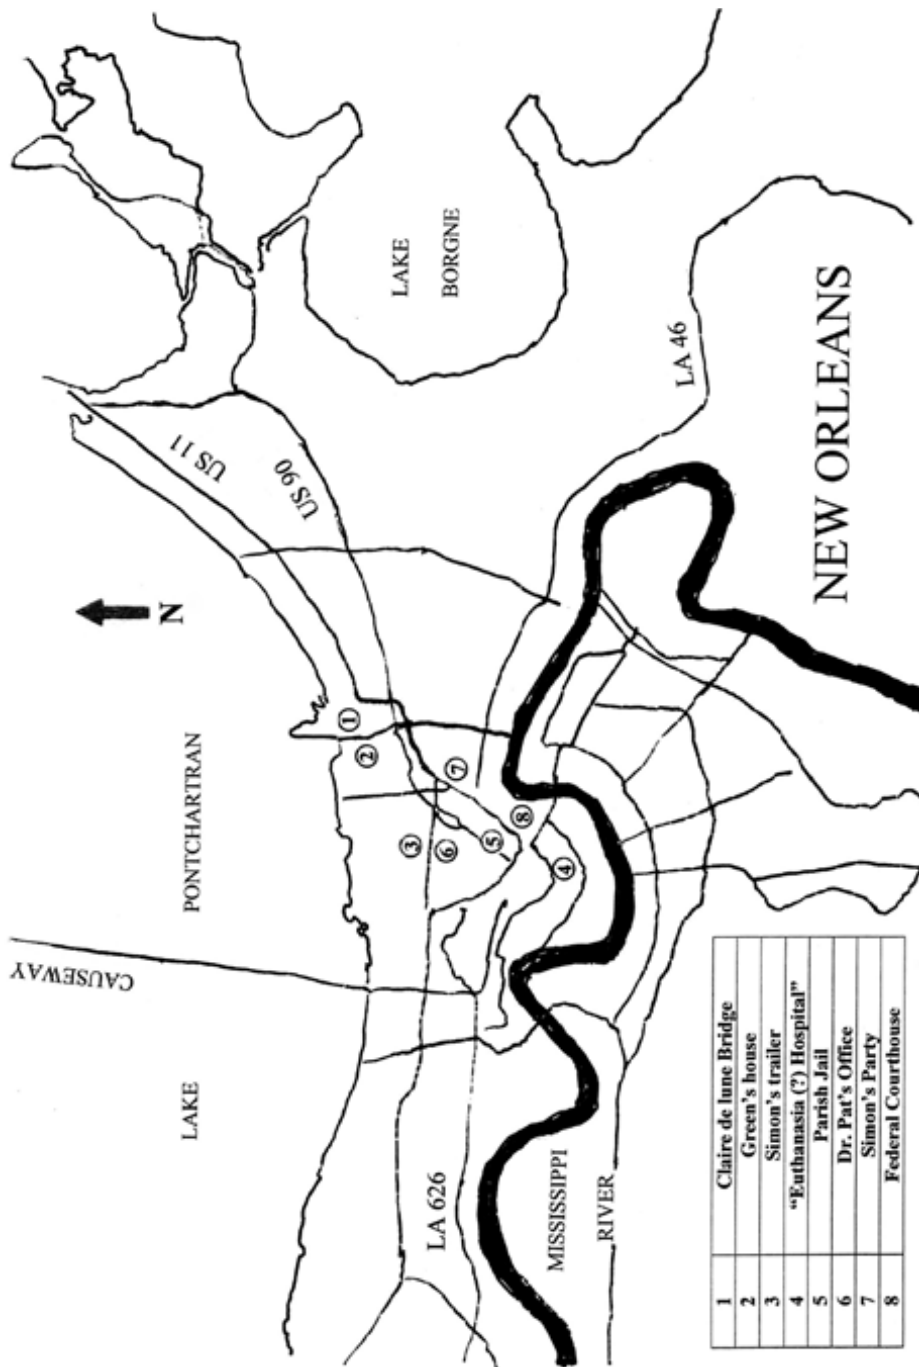 CAUSEWAY
LAKE
PONTCHARTRAN
N
US 11
US 90
LAKE
BORGNE
LA 626
LA 46
MISSISSIPPI
RIVER
NEW ORLEANS
1
2
3
4
5
6
7
8
1 Claire de lune Bridge
2 Green's house
3 Simon's trailer
4 "Euthanasia (?) Hospital"
5 Parish Jail
6 Dr. Pat's Office
7 Simon's Party
8 Federal Courthouse